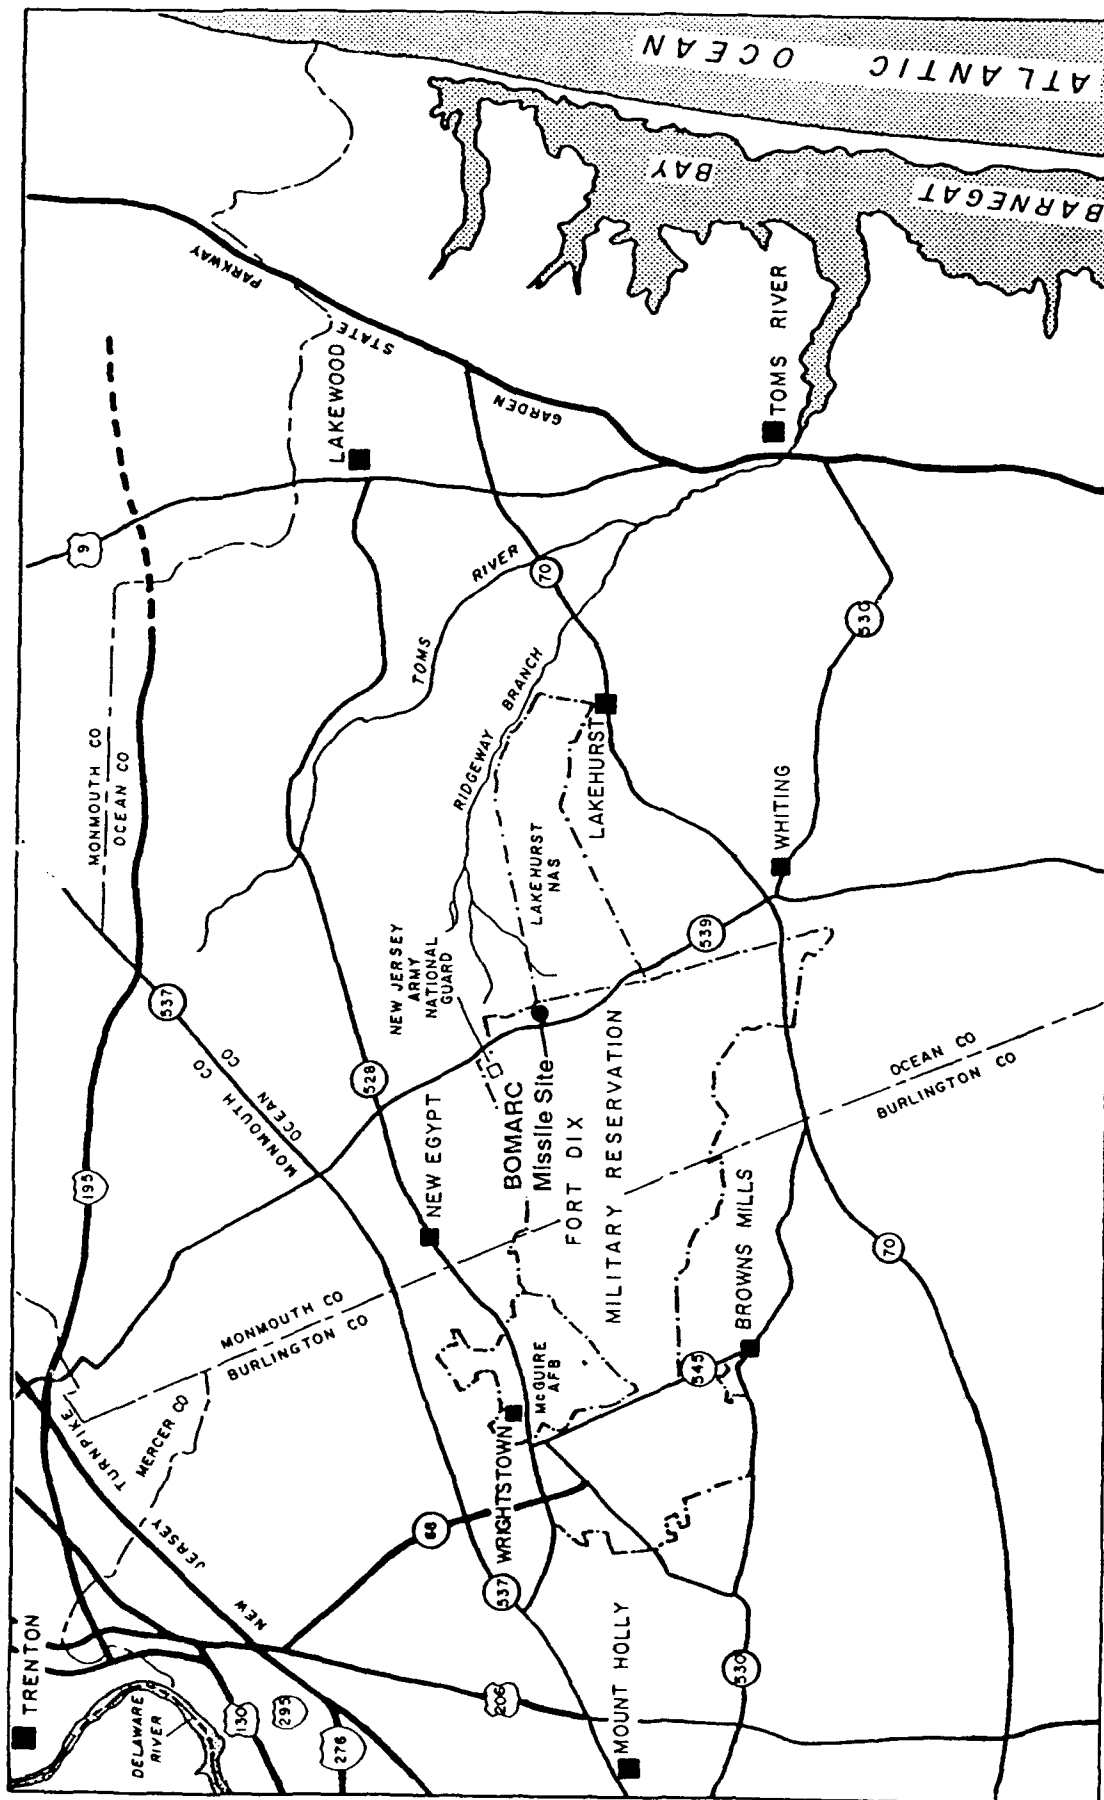 TRENTON
DELAWARE
RIVER
130
295
276
206
NEW
JERSEY
TURNPIKE
MERCER CO
MONMOUTH CO
BURLINGTON CO
195
537
MONMOUTH CO
OCEAN CO
MONMOUTH CO
OCEAN CO
9
LAKEWOOD
GARDEN
STATE
PARKWAY
ATLANTIC OCEAN
BARNEGAT
BAY
TOMS RIVER
TOMS
RIVER
RIDGEWAY BRANCH
70
528
NEW EGYPT
NEW JERSEY
ARMY
NATIONAL
GUARD
LAKEHURST
NAS
LAKEHURST
BOMARC
Missile Site
FORT DIX
MILITARY RESERVATION
539
WHITING
530
OCEAN CO
BURLINGTON CO
McGUIRE
AFB
WRIGHTSTOWN
68
537
545
BROWNS MILLS
70
MOUNT HOLLY
530